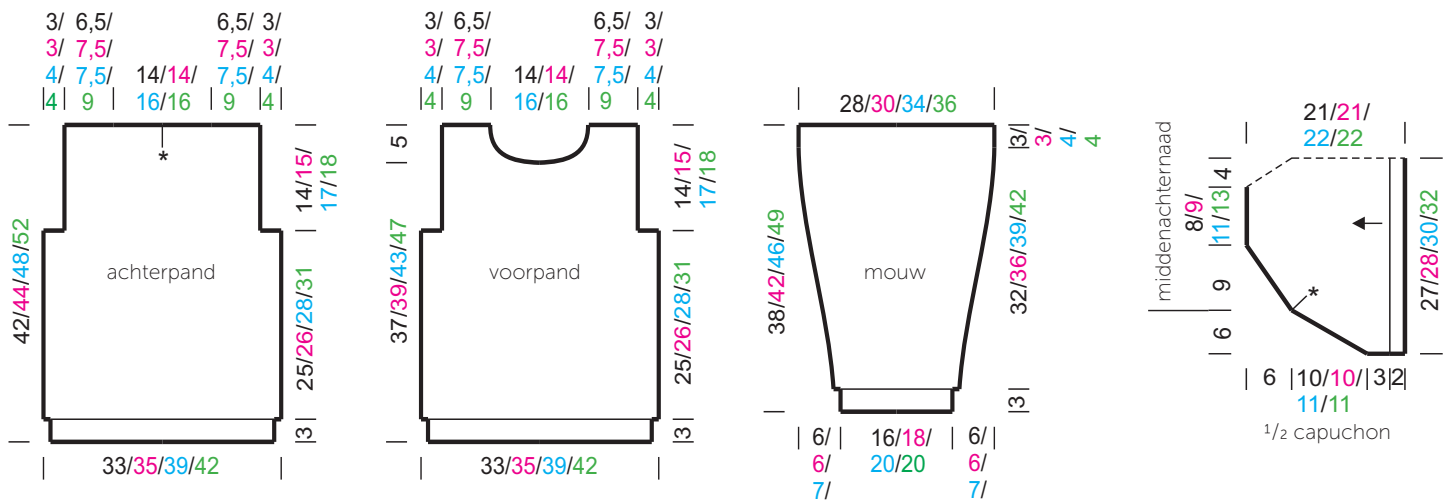 3/ 6,5/ 6,5/ 3/
3/ 7,5/ 7,5/ 3/
4/ 7,5/ 14/14/ 7,5/ 4/
4 9 16/16 9 4
*
14/15/
17/18
42/44/48/52
achterpand
25/26/28/31
3
33/35/39/42
3/ 6,5/ 6,5/ 3/
3/ 7,5/ 7,5/ 3/
4/ 7,5/ 14/14/ 7,5/ 4/
4 9 16/16 9 4
5
14/15/
17/18
37/39/43/47
voorpand
25/26/28/31
3
33/35/39/42
28/30/34/36
3/
3/
4/
4
38/42/46/49
mouw
32/36/39/42
3
6/ 16/18/ 6/
6/ 20/20 6/
7/ 7/
21/21/
22/22
middenachternaad
4
8/9/
11/13
9
*
6
27/28/30/32
6 10/10/ 3 2
11/11
1/2 capuchon